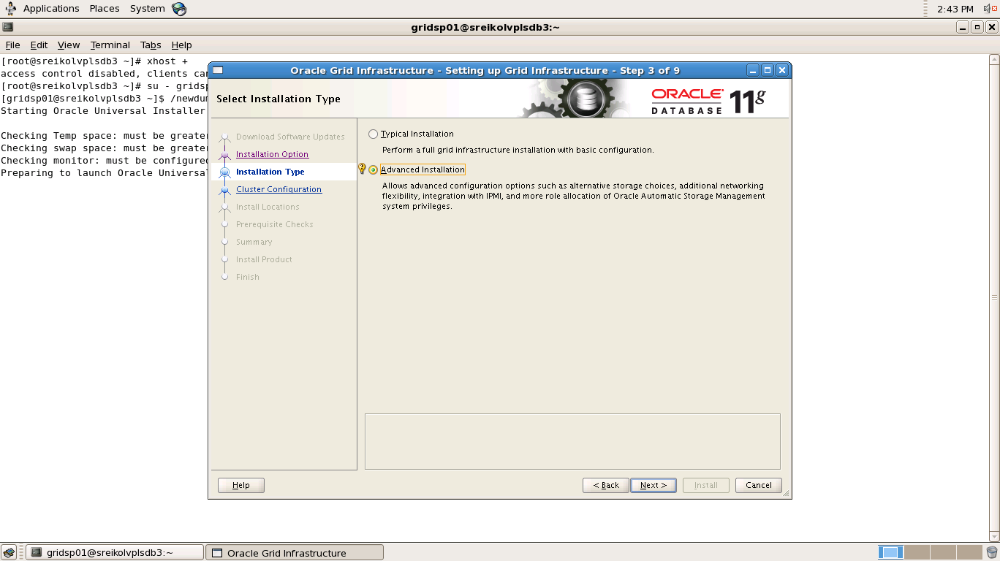 Applications Places System
2:43 PM
gridsp01@sreikolvplsdb3:~
File Edit View Terminal Tabs Help
[root@sreikolvplsdb3 ~]# xhost +
access control disabled, clients
[root@sreikolvplsdb3 ~]# su - grids
[gridsp01@sreikolvplsdb3 ~]$ /newdu
Starting Oracle Universal Installer
Checking Temp space: must be greater
Checking swap space: must be greater
Checking monitor: must be configured
Preparing to launch Oracle Universal
Oracle Grid Infrastructure - Setting up Grid Infrastructure - Step 3 of 9
Select Installation Type
ORACLE
DATABASE 11g
Download Software Updates
Installation Option
Installation Type
Cluster Configuration
Install Locations
Prerequisite Checks
Summary
Install Product
Finish
Typical Installation
Perform a full grid infrastructure installation with basic configuration.
Advanced Installation
Allows advanced configuration options such as alternative storage choices, additional networking
flexibility, integration with IPMI, and more role allocation of Oracle Automatic Storage Management
system privileges.
Help
< Back Next > Install Cancel
gridsp01@sreikolvplsdb3:~
Oracle Grid Infrastructure